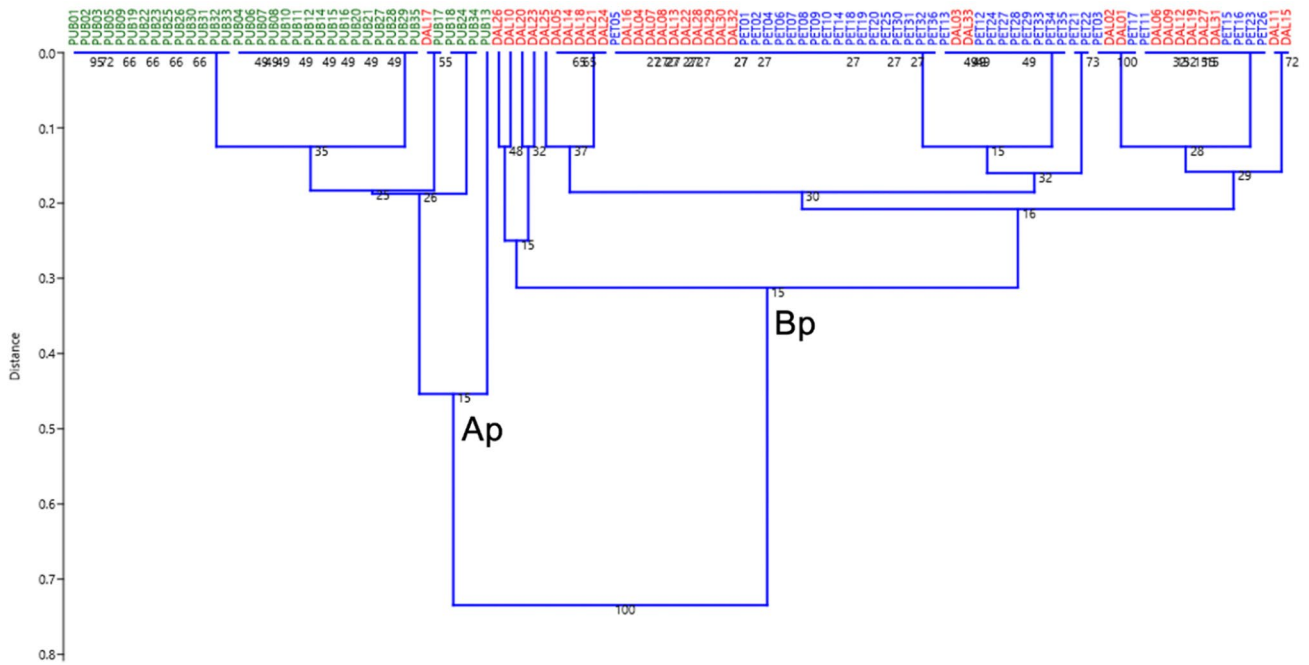 PUB01 PUB02 PUB03 PUB05 PUB09 PUB19 PUB22 PUB23 PUB25 PUB26 PUB30 PUB31 PUB32 PUB33 PUB04 PUB06 PUB07 PUB08 PUB10 PUB11 PUB12 PUB14 PUB15 PUB16 PUB20 PUB21 PUB27 PUB28 PUB29 PUB35 DAL17 PUB17 PUB18 PUB24 PUB34 PUB13 DAL26 DAL10 DAL20 DAL23 DAL25 DAL05 DAL14 DAL18 DAL21 DAL24 PET05 DAL16 DAL04 DAL07 DAL08 DAL13 DAL22 DAL28 DAL29 DAL30 DAL32 PET01 PET02 PET04 PET06 PET07 PET08 PET09 PET10 PET14 PET18 PET19 PET20 PET25 PET30 PET31 PET32 PET36 PET13 DAL03 DAL33 PET12 PET24 PET27 PET28 PET29 PET33 PET34 PET35 PET21 PET22 PET03 DAL02 DAL01 PET17 PET11 DAL06 DAL09 DAL12 DAL19 DAL27 DAL31 PET15 PET16 PET23 PET26 DAL11 DAL15
0.0
95 72 66 66 66 66 66 49 49 49 49 49 49 49 49 55 65 65 27 27 27 27 27 27 27 27 27 27 49 49 49 49 73 100 72
0.1
35 48 32 37 15 28
32 29
0.2
25 26 30 16
15
0.3
15
Bp
0.4
Distance
15
Ap
0.5
0.6
0.7
100
0.8